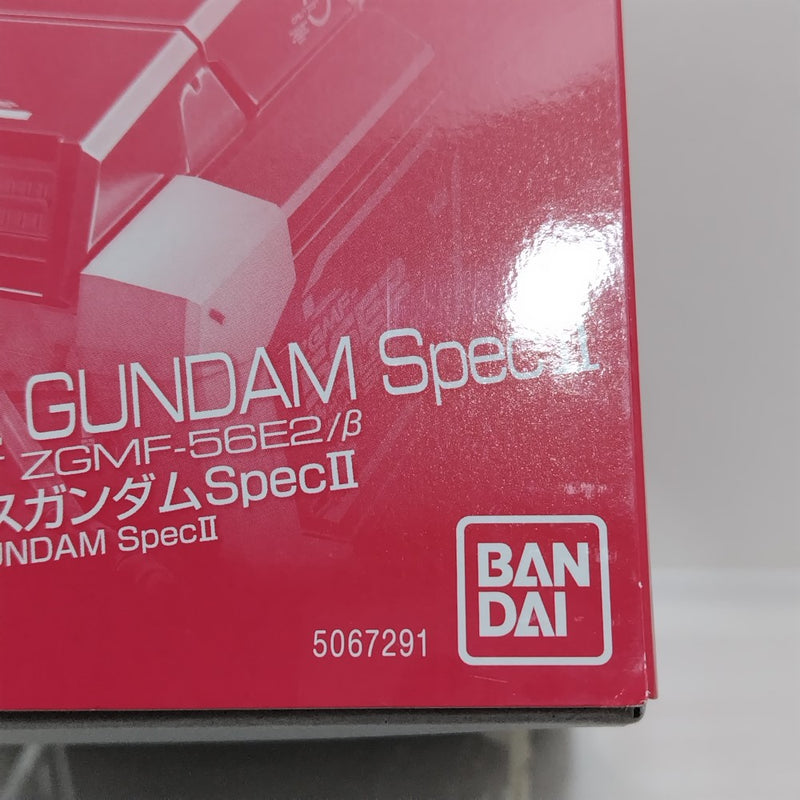 GUNDAM SpecII
ZGMF-56E2/β
スガンダムSpecII
UNDAM SpecII
5067291
BAN
DAI